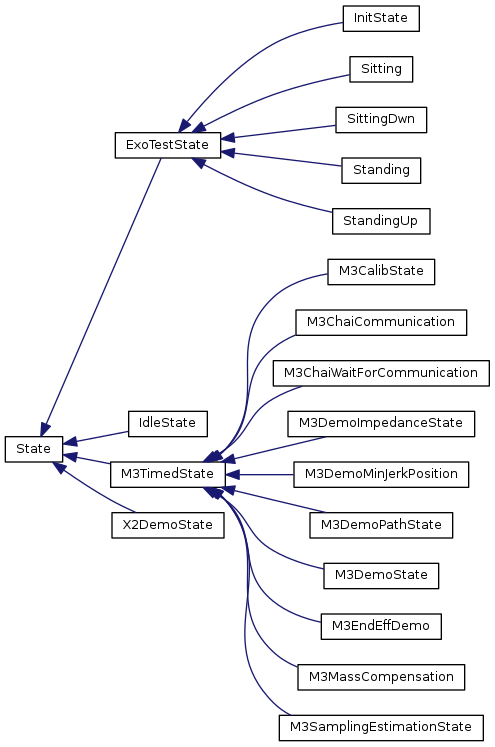 InitState
Sitting
SittingDwn
ExoTestState
Standing
StandingUp
M3CalibState
M3ChaiCommunication
M3ChaiWaitForCommunication
IdleState
M3DemoImpedanceState
State
M3TimedState
M3DemoMinJerkPosition
X2DemoState
M3DemoPathState
M3DemoState
M3EndEffDemo
M3MassCompensation
M3SamplingEstimationState